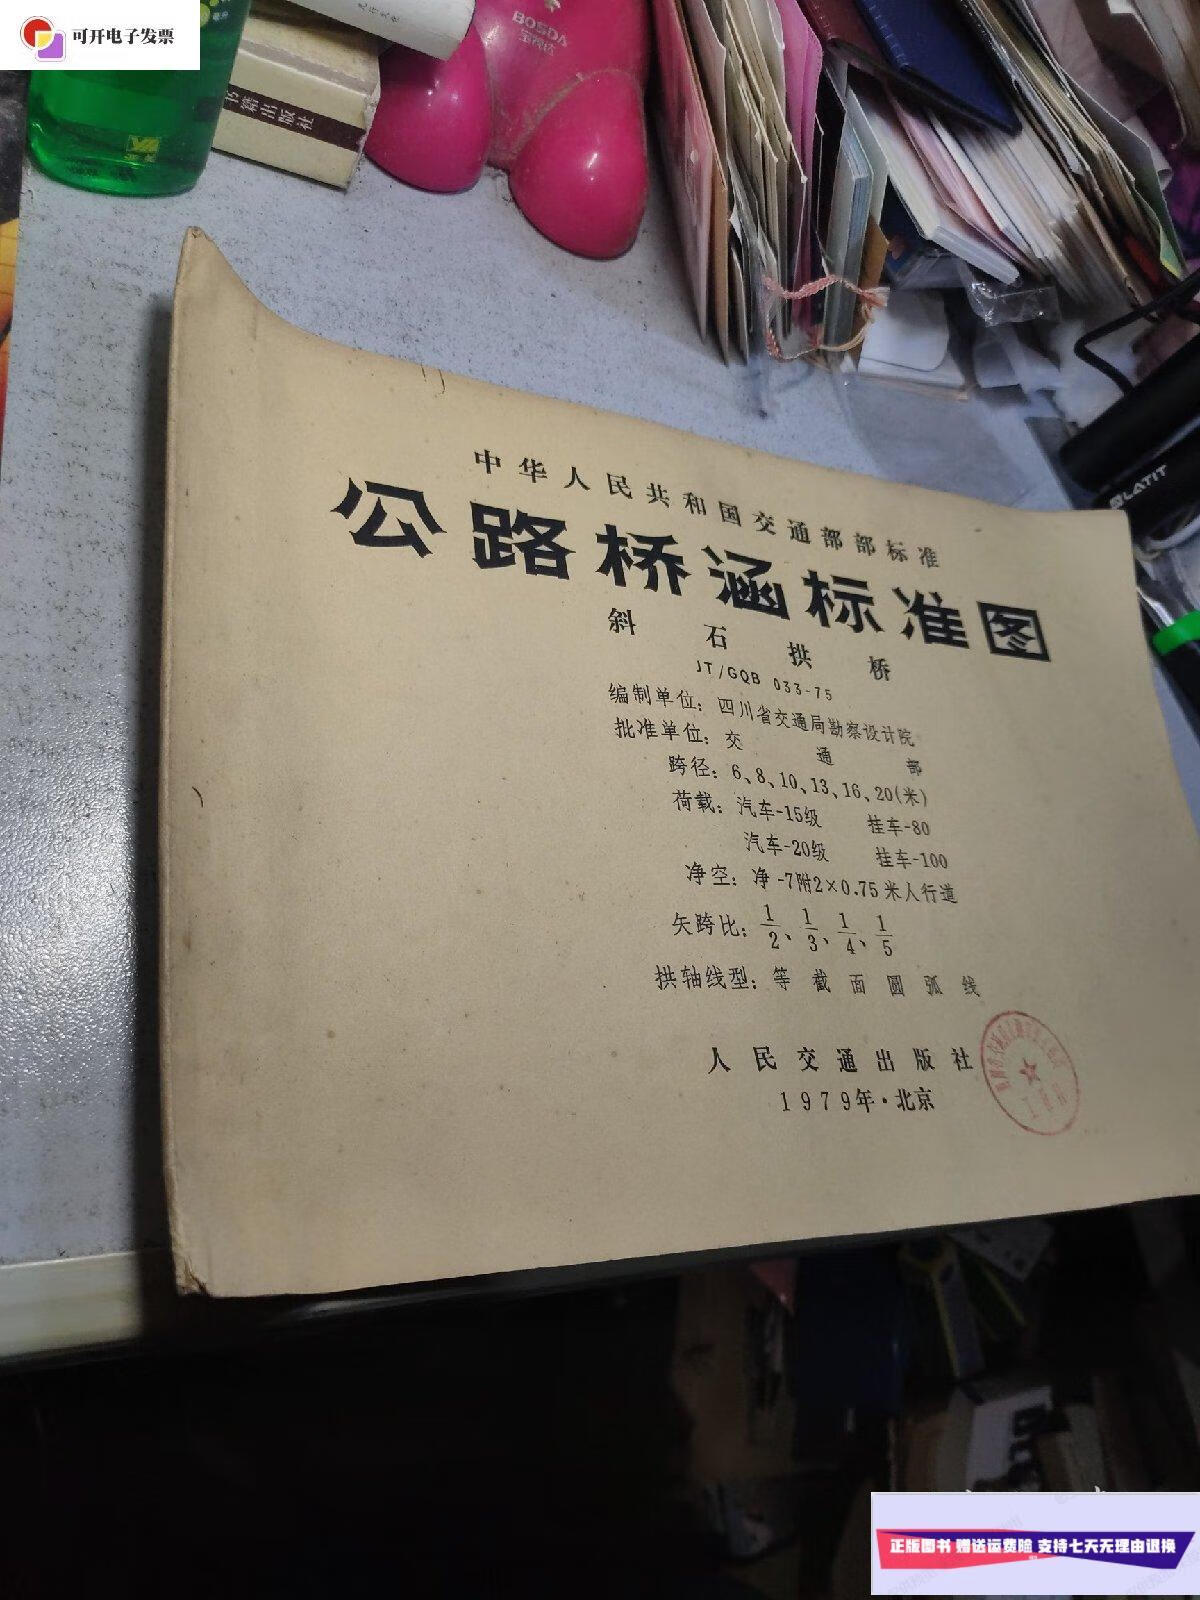 可开电子发票
BOSDA
书籍出版社
中华人民共和国交通部部标准
公路桥涵标准图
斜石拱桥
JT/GQB 033-75
编制单位：四川省交通局勘察设计院
批准单位：交通部
跨径：6、8、10、13、16、20(米)
荷载：汽车-15级 挂车-80
汽车-20级 挂车-100
净空：净-7附2×0.75米人行道
矢跨比：1/2、1/3、1/4、1/5
拱轴线型：等截面圆弧线
人民交通出版社
1979年·北京
正版图书 赠送运费险 支持七天无理由退换